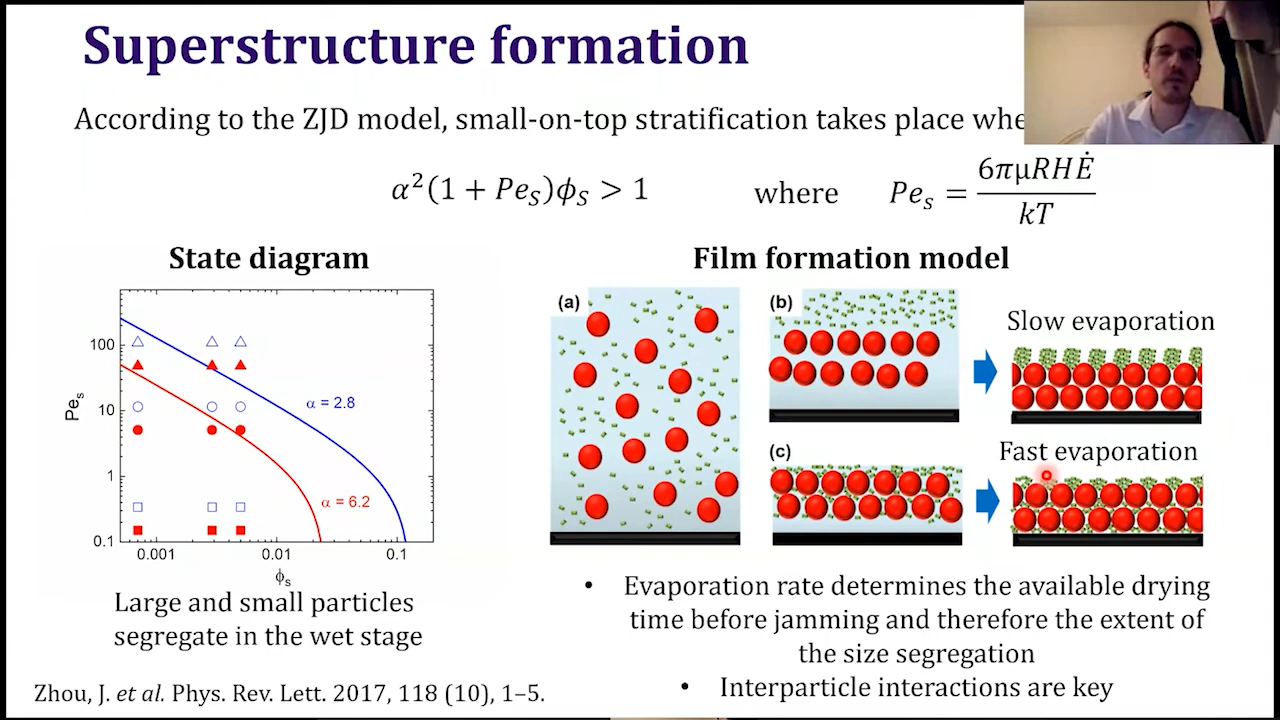 Superstructure formation
According to the ZJD model, small-on-top stratification takes place
α²(1 + Pe_S)ϕ_S > 1 where Pe_s = 6πμRHĖ / kT
State diagram
Pe_s
100
10
1
0.1
0.001
0.01
0.1
ϕ_s
α = 2.8
α = 6.2
Large and small particles
segregate in the wet stage
Film formation model
(a)
(b)
Slow evaporation
(c)
Fast evaporation
• Evaporation rate determines the available drying
time before jamming and therefore the extent of
the size segregation
• Interparticle interactions are key
Zhou, J. et al. Phys. Rev. Lett. 2017, 118 (10), 1–5.